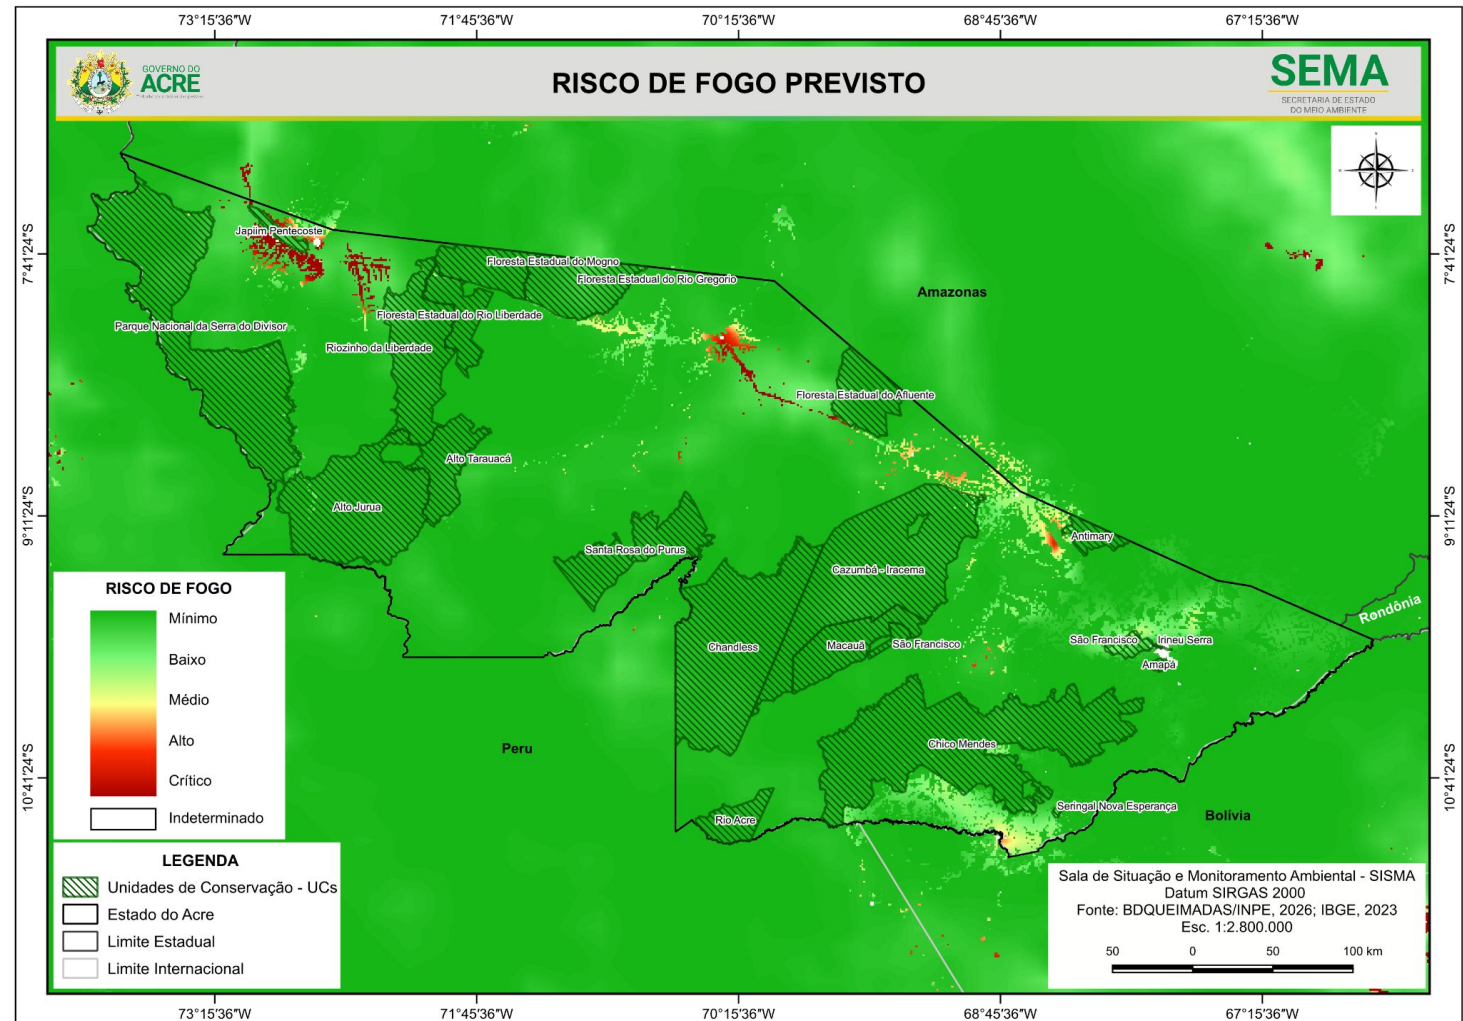 73°15'36"W
71°45'36"W
70°15'36"W
68°45'36"W
67°15'36"W
GOVERNO DO
ACRE
RISCO DE FOGO PREVISTO
SEMA
SECRETARIA DE ESTADO
DO MEIO AMBIENTE
7°41'24"S
7°41'24"S
Japiim Pentecoste
Floresta Estadual do Mogno
Floresta Estadual do Rio Gregorio
Amazonas
Floresta Estadual do Rio Liberdade
Parque Nacional da Serra do Divisor
Riozinho da Liberdade
Floresta Estadual do Afluente
Alto Tarauacá
9°11'24"S
9°11'24"S
Alto Jurua
Antimary
Santa Rosa do Purus
Cazumbá - Iracema
Rondônia
Chandless
Macauã
São Francisco
São Francisco
Irineu Serra
Amapá
Peru
Chico Mendes
10°41'24"S
10°41'24"S
Seringal Nova Esperança
Bolívia
Rio Acre
RISCO DE FOGO
Mínimo
Baixo
Médio
Alto
Crítico
Indeterminado
LEGENDA
Unidades de Conservação - UCs
Estado do Acre
Limite Estadual
Limite Internacional
Sala de Situação e Monitoramento Ambiental - SISMA
Datum SIRGAS 2000
Fonte: BDQUEIMADAS/INPE, 2026; IBGE, 2023
Esc. 1:2.800.000
50 0 50 100 km
73°15'36"W
71°45'36"W
70°15'36"W
68°45'36"W
67°15'36"W